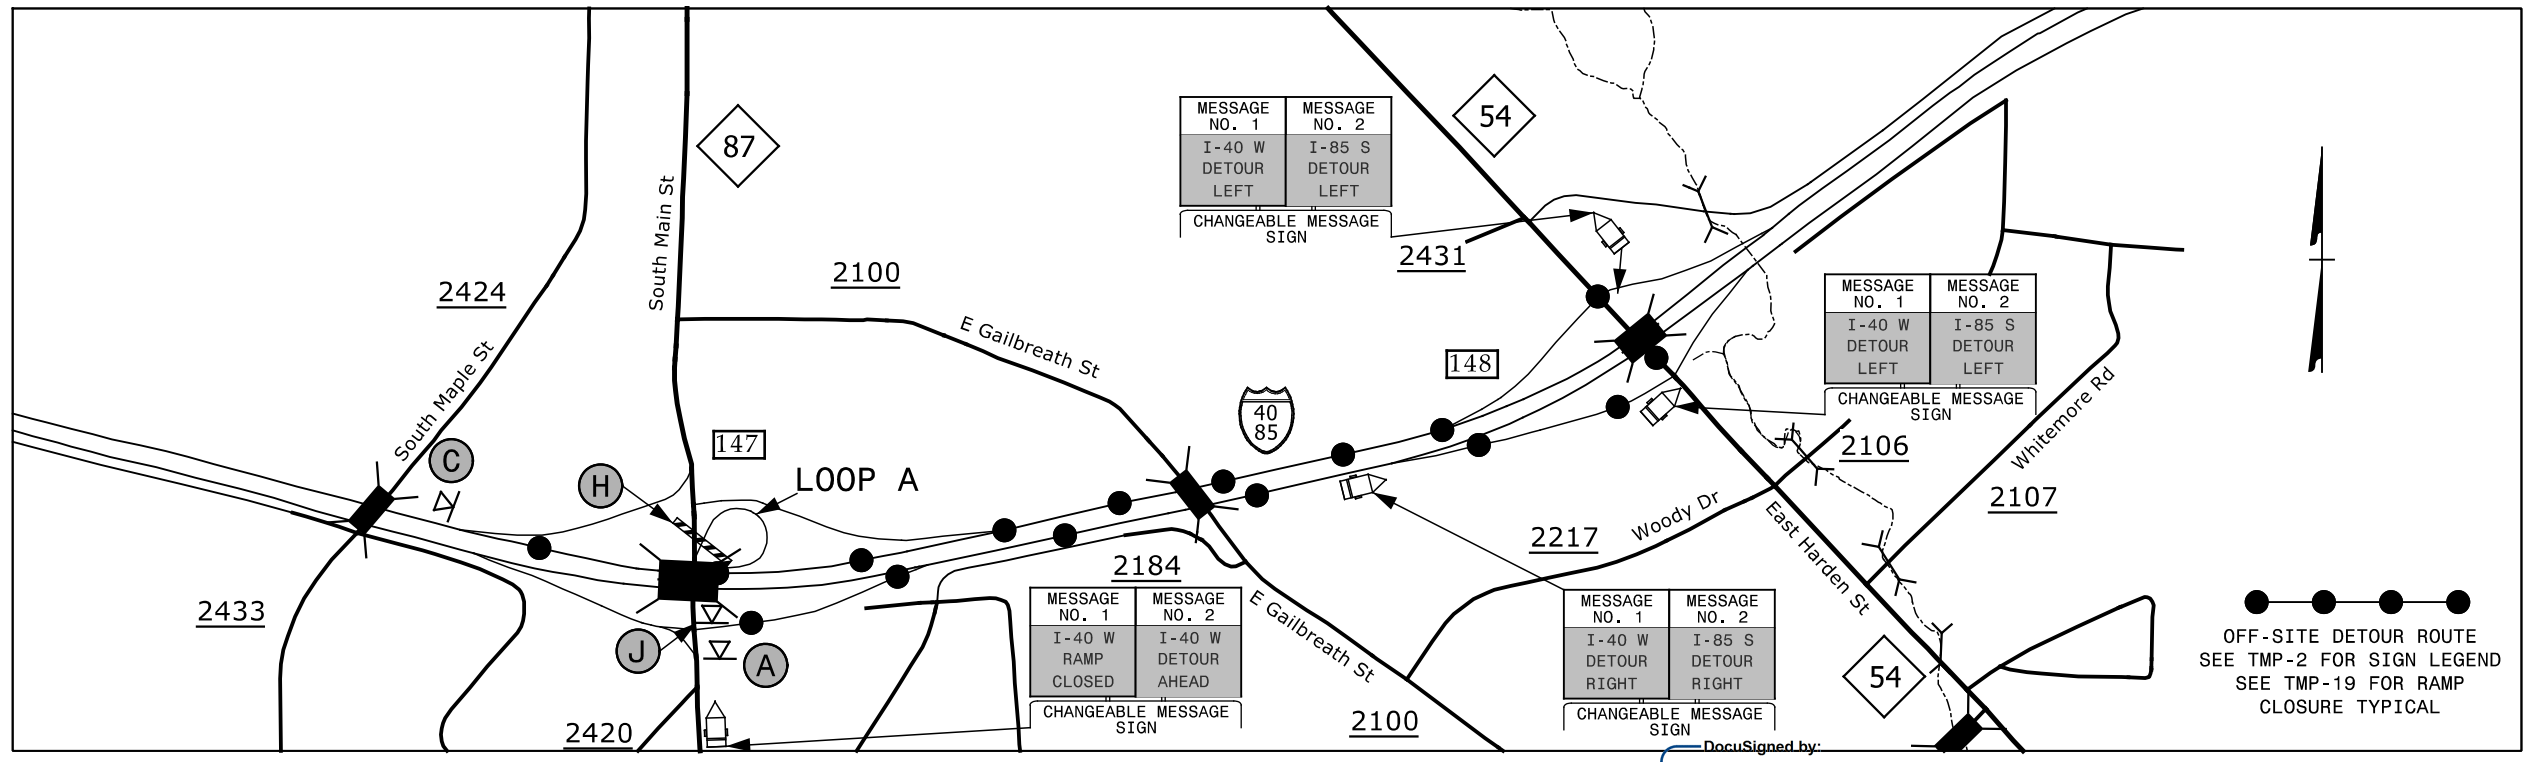 54
MESSAGE NO. 1
MESSAGE NO. 2
I-40 W DETOUR LEFT
I-85 S DETOUR LEFT
CHANGEABLE MESSAGE SIGN
87
South Main St
2431
2100
2424
E Gailbreath St
South Maple St
MESSAGE NO. 1
MESSAGE NO. 2
I-40 W DETOUR LEFT
I-85 S DETOUR LEFT
CHANGEABLE MESSAGE SIGN
148
40
85
Whitemore Rd
2106
2107
147
C
H
LOOP A
Woody Dr
2217
East Harden St
2184
2433
MESSAGE NO. 1
MESSAGE NO. 2
I-40 W RAMP CLOSED
I-40 W DETOUR AHEAD
CHANGEABLE MESSAGE SIGN
E Gailbreath St
MESSAGE NO. 1
MESSAGE NO. 2
I-40 W DETOUR RIGHT
I-85 S DETOUR RIGHT
CHANGEABLE MESSAGE SIGN
J
A
54
2420
2100
OFF-SITE DETOUR ROUTE
SEE TMP-2 FOR SIGN LEGEND
SEE TMP-19 FOR RAMP
CLOSURE TYPICAL
DocuSigned by: